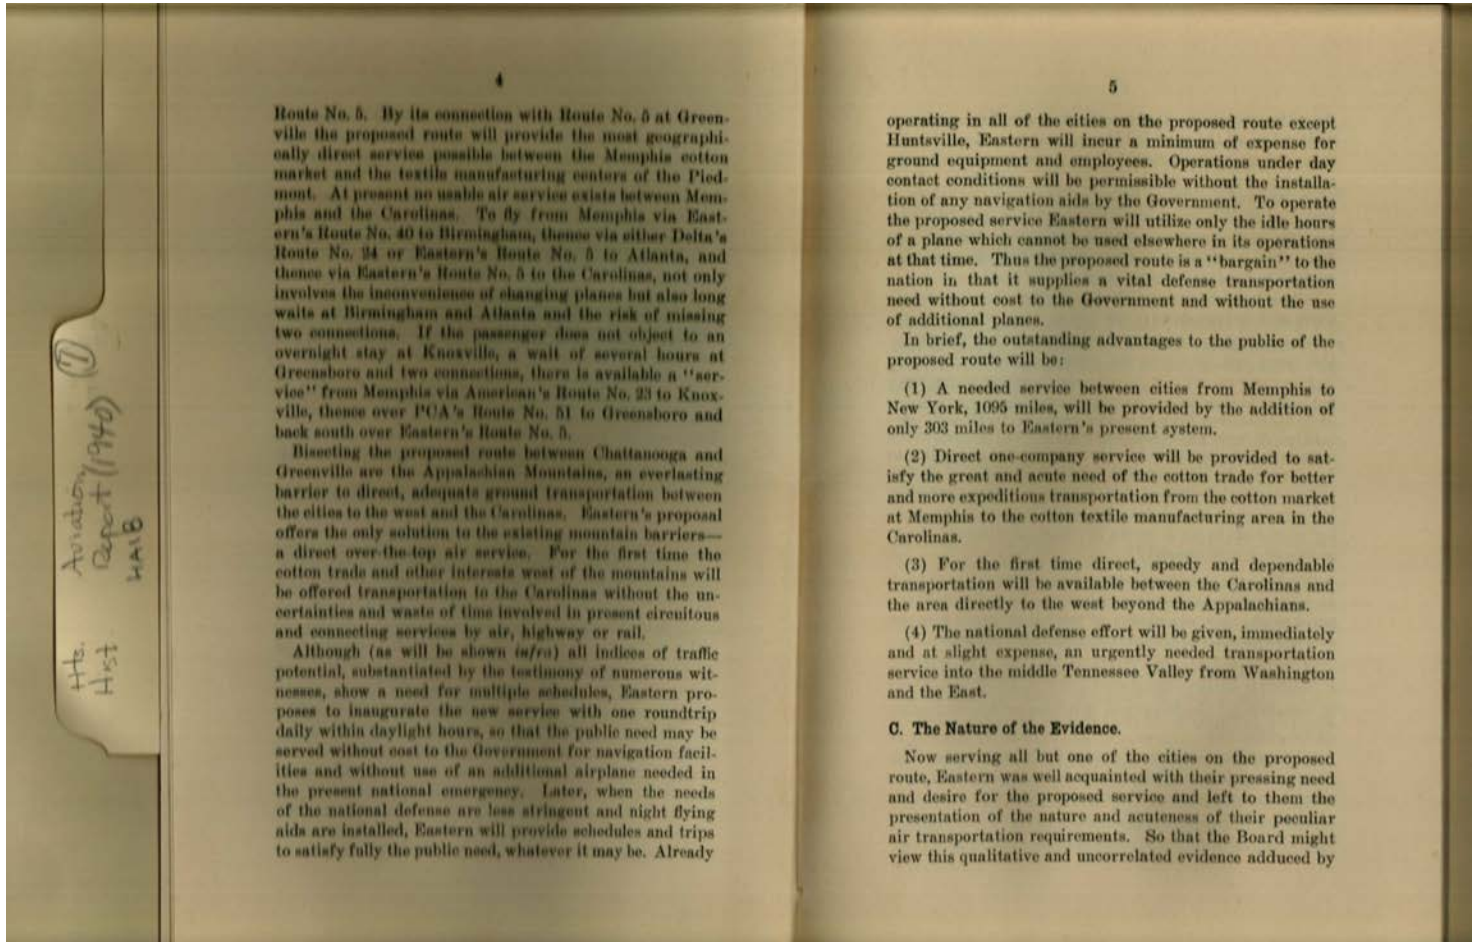 Hts. Aviation (7)
Hist. Report (1940)
HAIB
4
Route No. 5. By its connection with Route No. 5 at Green-
ville the proposed route will provide the most geographi-
cally direct service possible between the Memphis cotton
market and the textile manufacturing centers of the Pied-
mont. At present no usable air service exists between Mem-
phis and the Carolinas. To fly from Memphis via East-
ern's Route No. 40 to Birmingham, thence via either Delta's
Route No. 24 or Eastern's Route No. 5 to Atlanta, and
thence via Eastern's Route No. 5 to the Carolinas, not only
involves the inconvenience of changing planes but also long
waits at Birmingham and Atlanta and the risk of missing
two connections. If the passenger does not object to an
overnight stay at Knoxville, a wait of several hours at
Greensboro and two connections, there is available a "ser-
vice" from Memphis via American's Route No. 23 to Knox-
ville, thence over PCA's Route No. 51 to Greensboro and
back south over Eastern's Route No. 5.
Bisecting the proposed route between Chattanooga and
Greenville are the Appalachian Mountains, an everlasting
barrier to direct, adequate ground transportation between
the cities to the west and the Carolinas. Eastern's proposal
offers the only solution to the existing mountain barriers—
a direct over-the-top air service. For the first time the
cotton trade and other interests west of the mountains will
be offered transportation to the Carolinas without the un-
certainties and waste of time involved in present circuitous
and connecting services by air, highway or rail.
Although (as will be shown infra) all indices of traffic
potential, substantiated by the testimony of numerous wit-
nesses, show a need for multiple schedules, Eastern pro-
poses to inaugurate the new service with one roundtrip
daily within daylight hours, so that the public need may be
served without cost to the Government for navigation facil-
ities and without use of an additional airplane needed in
the present national emergency. Later, when the needs
of the national defense are less stringent and night flying
aids are installed, Eastern will provide schedules and trips
to satisfy fully the public need, whatever it may be. Already
5
operating in all of the cities on the proposed route except
Huntsville, Eastern will incur a minimum of expense for
ground equipment and employees. Operations under day
contact conditions will be permissible without the installa-
tion of any navigation aids by the Government. To operate
the proposed service Eastern will utilize only the idle hours
of a plane which cannot be used elsewhere in its operations
at that time. Thus the proposed route is a "bargain" to the
nation in that it supplies a vital defense transportation
need without cost to the Government and without the use
of additional planes.
In brief, the outstanding advantages to the public of the
proposed route will be:
(1) A needed service between cities from Memphis to
New York, 1095 miles, will be provided by the addition of
only 303 miles to Eastern's present system.
(2) Direct one-company service will be provided to sat-
isfy the great and acute need of the cotton trade for better
and more expeditious transportation from the cotton market
at Memphis to the cotton textile manufacturing area in the
Carolinas.
(3) For the first time direct, speedy and dependable
transportation will be available between the Carolinas and
the area directly to the west beyond the Appalachians.
(4) The national defense effort will be given, immediately
and at slight expense, an urgently needed transportation
service into the middle Tennessee Valley from Washington
and the East.
C. The Nature of the Evidence.
Now serving all but one of the cities on the proposed
route, Eastern was well acquainted with their pressing need
and desire for the proposed service and left to them the
presentation of the nature and acuteness of their peculiar
air transportation requirements. So that the Board might
view this qualitative and uncorrelated evidence adduced by